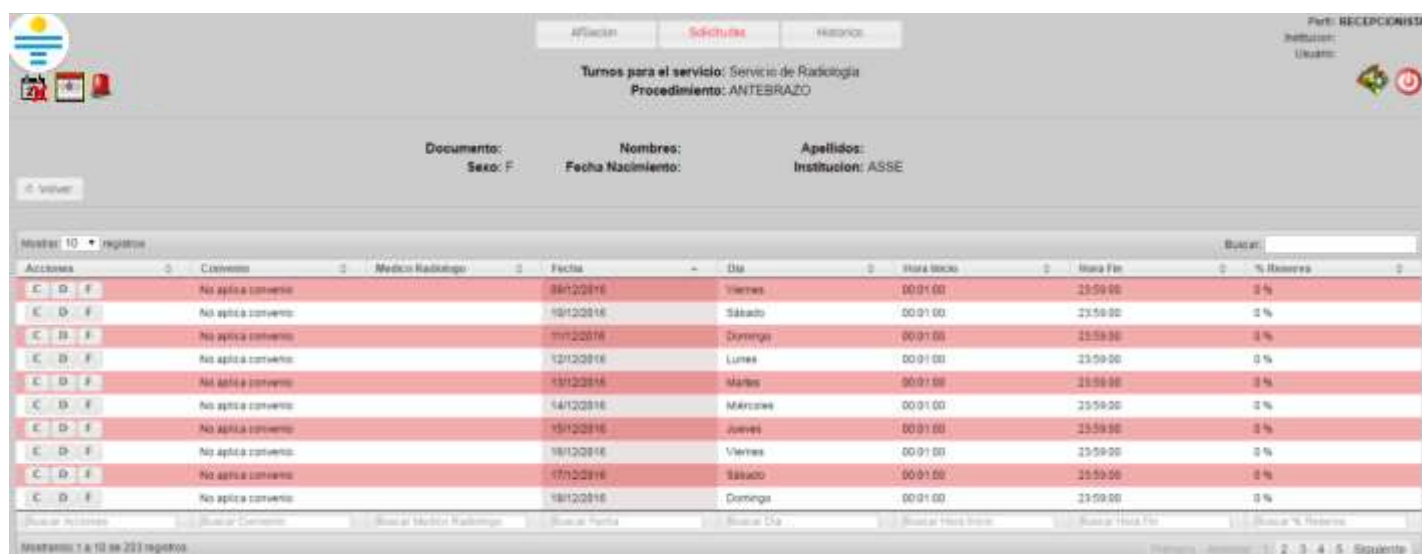 Perfil: RECEPCIONISTA
Institucion:
Usuario:
Afiliacion Solicitudes Historico
Turnos para el servicio: Servicio de Radiología
Procedimiento: ANTEBRAZO
Documento: Nombres: Apellidos:
Sexo: F Fecha Nacimiento: Institucion: ASSE
Volver
Mostrar 10 registros Buscar:
Acciones Convenio Medico Radiologo Fecha Dia Hora Inicio Hora Fin % Reserva
C D F No aplica convenio 09/12/2016 Viernes 00:01:00 23:59:00 0 %
C D F No aplica convenio 10/12/2016 Sábado 00:01:00 23:59:00 0 %
C D F No aplica convenio 11/12/2016 Domingo 00:01:00 23:59:00 0 %
C D F No aplica convenio 12/12/2016 Lunes 00:01:00 23:59:00 0 %
C D F No aplica convenio 13/12/2016 Martes 00:01:00 23:59:00 0 %
C D F No aplica convenio 14/12/2016 Miércoles 00:01:00 23:59:00 0 %
C D F No aplica convenio 15/12/2016 Jueves 00:01:00 23:59:00 0 %
C D F No aplica convenio 16/12/2016 Viernes 00:01:00 23:59:00 0 %
C D F No aplica convenio 17/12/2016 Sábado 00:01:00 23:59:00 0 %
C D F No aplica convenio 18/12/2016 Domingo 00:01:00 23:59:00 0 %
Buscar Acciones Buscar Convenio Buscar Medico Radiologo Buscar Fecha Buscar Dia Buscar Hora Inicio Buscar Hora Fin Buscar % Reserva
Mostrando 1 a 10 de 203 registros Primero Anterior 1 2 3 4 5 Siguiente